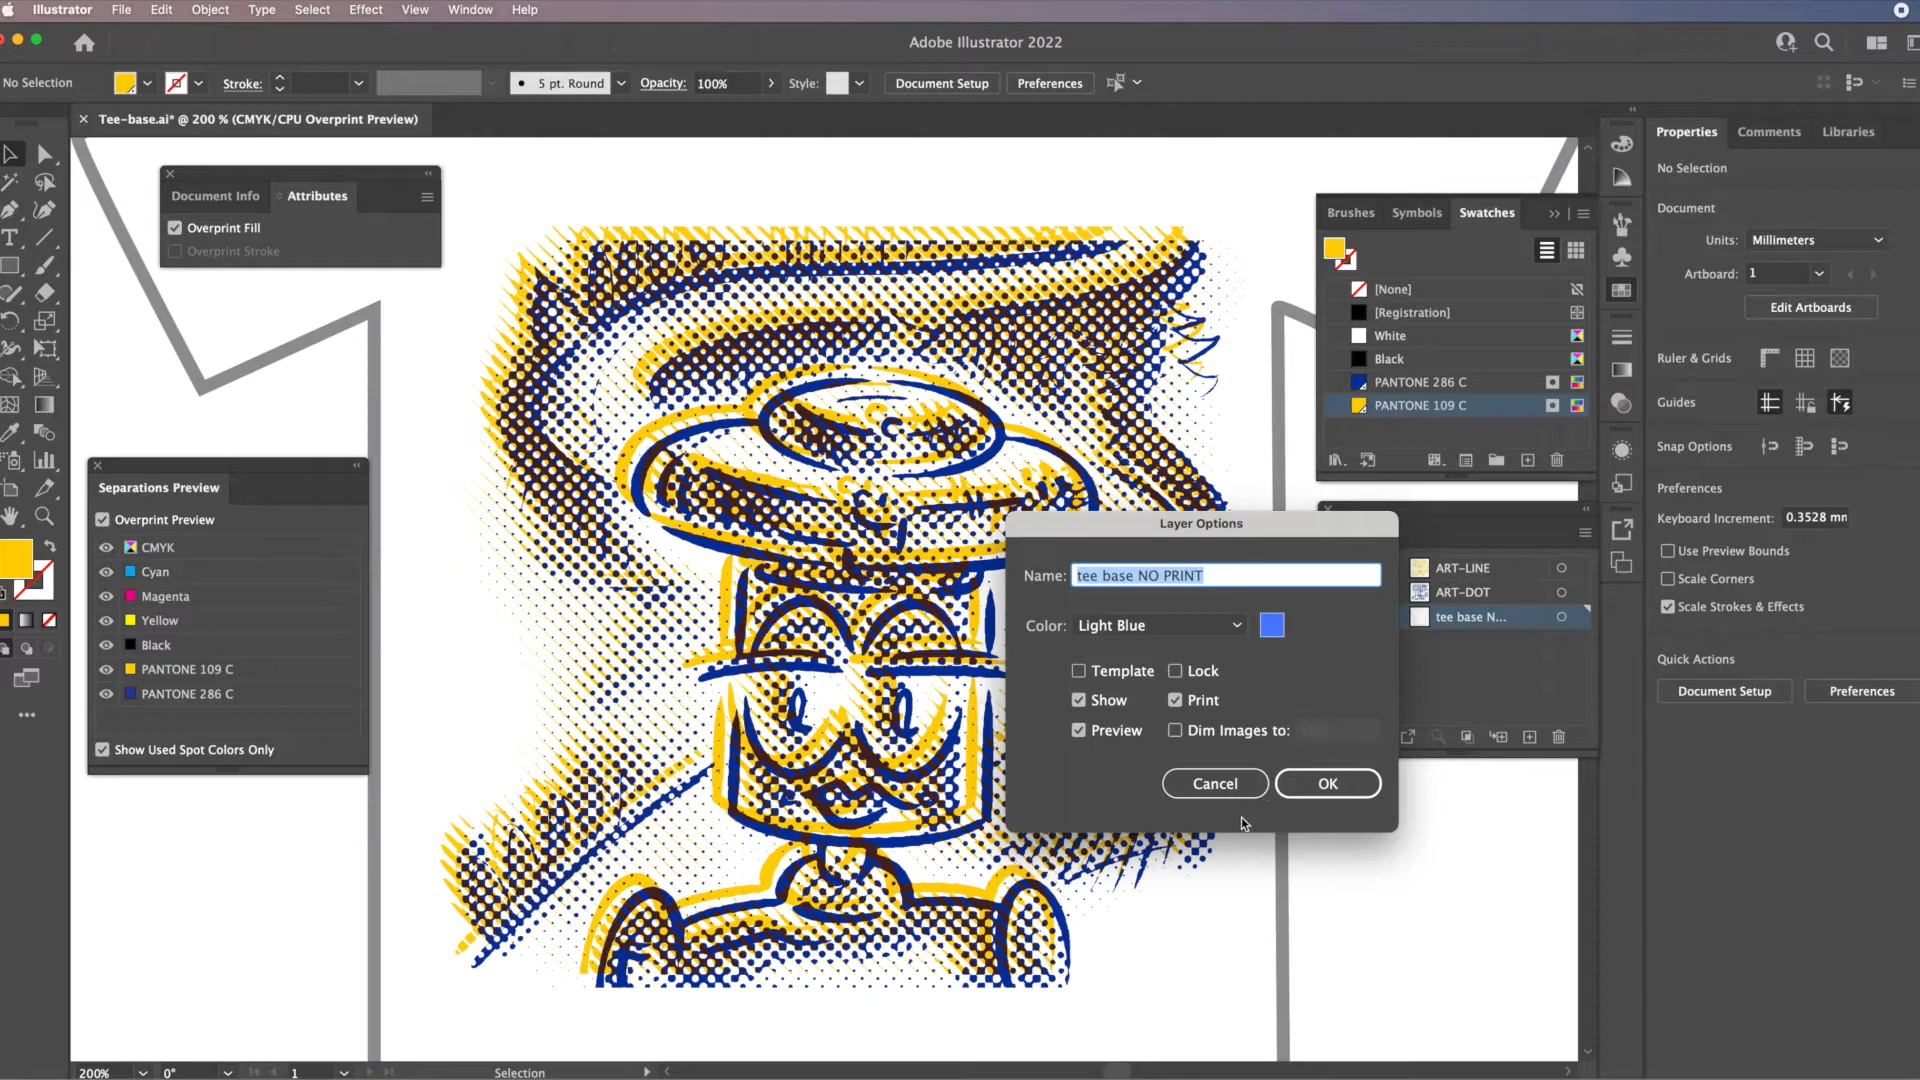 Illustrator File Edit Object Type Select Effect View Window Help
Adobe Illustrator 2022
No Selection
Stroke:
5 pt. Round
Opacity: 100%
Style:
Document Setup
Preferences
Tee-base.ai* @ 200 % (CMYK/CPU Overprint Preview)
Document Info
Attributes
Overprint Fill
Overprint Stroke
Separations Preview
Overprint Preview
CMYK
Cyan
Magenta
Yellow
Black
PANTONE 109 C
PANTONE 286 C
Show Used Spot Colors Only
Brushes Symbols Swatches
[None]
[Registration]
White
Black
PANTONE 286 C
PANTONE 109 C
Layer Options
Name: tee base NO PRINT
Color: Light Blue
Template Lock
Show Print
Preview Dim Images to:
Cancel OK
ART-LINE
ART-DOT
tee base N...
Properties Comments Libraries
No Selection
Document
Units: Millimeters
Artboard: 1
Edit Artboards
Ruler & Grids
Guides
Snap Options
Preferences
Keyboard Increment: 0.3528 mm
Use Preview Bounds
Scale Corners
Scale Strokes & Effects
Quick Actions
Document Setup Preferences
200% 0° 1 Selection